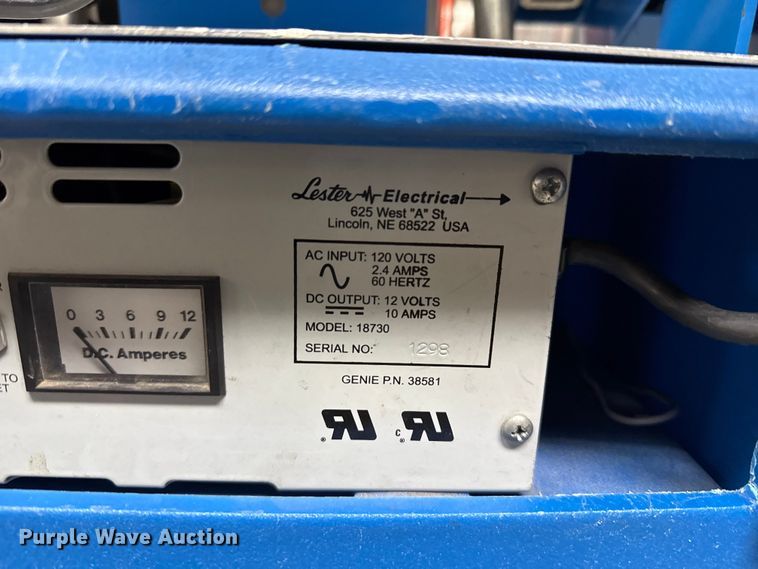 Lester Electrical
625 West "A" St,
Lincoln, NE 68522 USA
AC INPUT: 120 VOLTS
2.4 AMPS
60 HERTZ
DC OUTPUT: 12 VOLTS
10 AMPS
MODEL: 18730
SERIAL NO: 1298
GENIE P.N. 38581
0 3 6 9 12
D.C. Amperes
TO
Purple Wave Auction